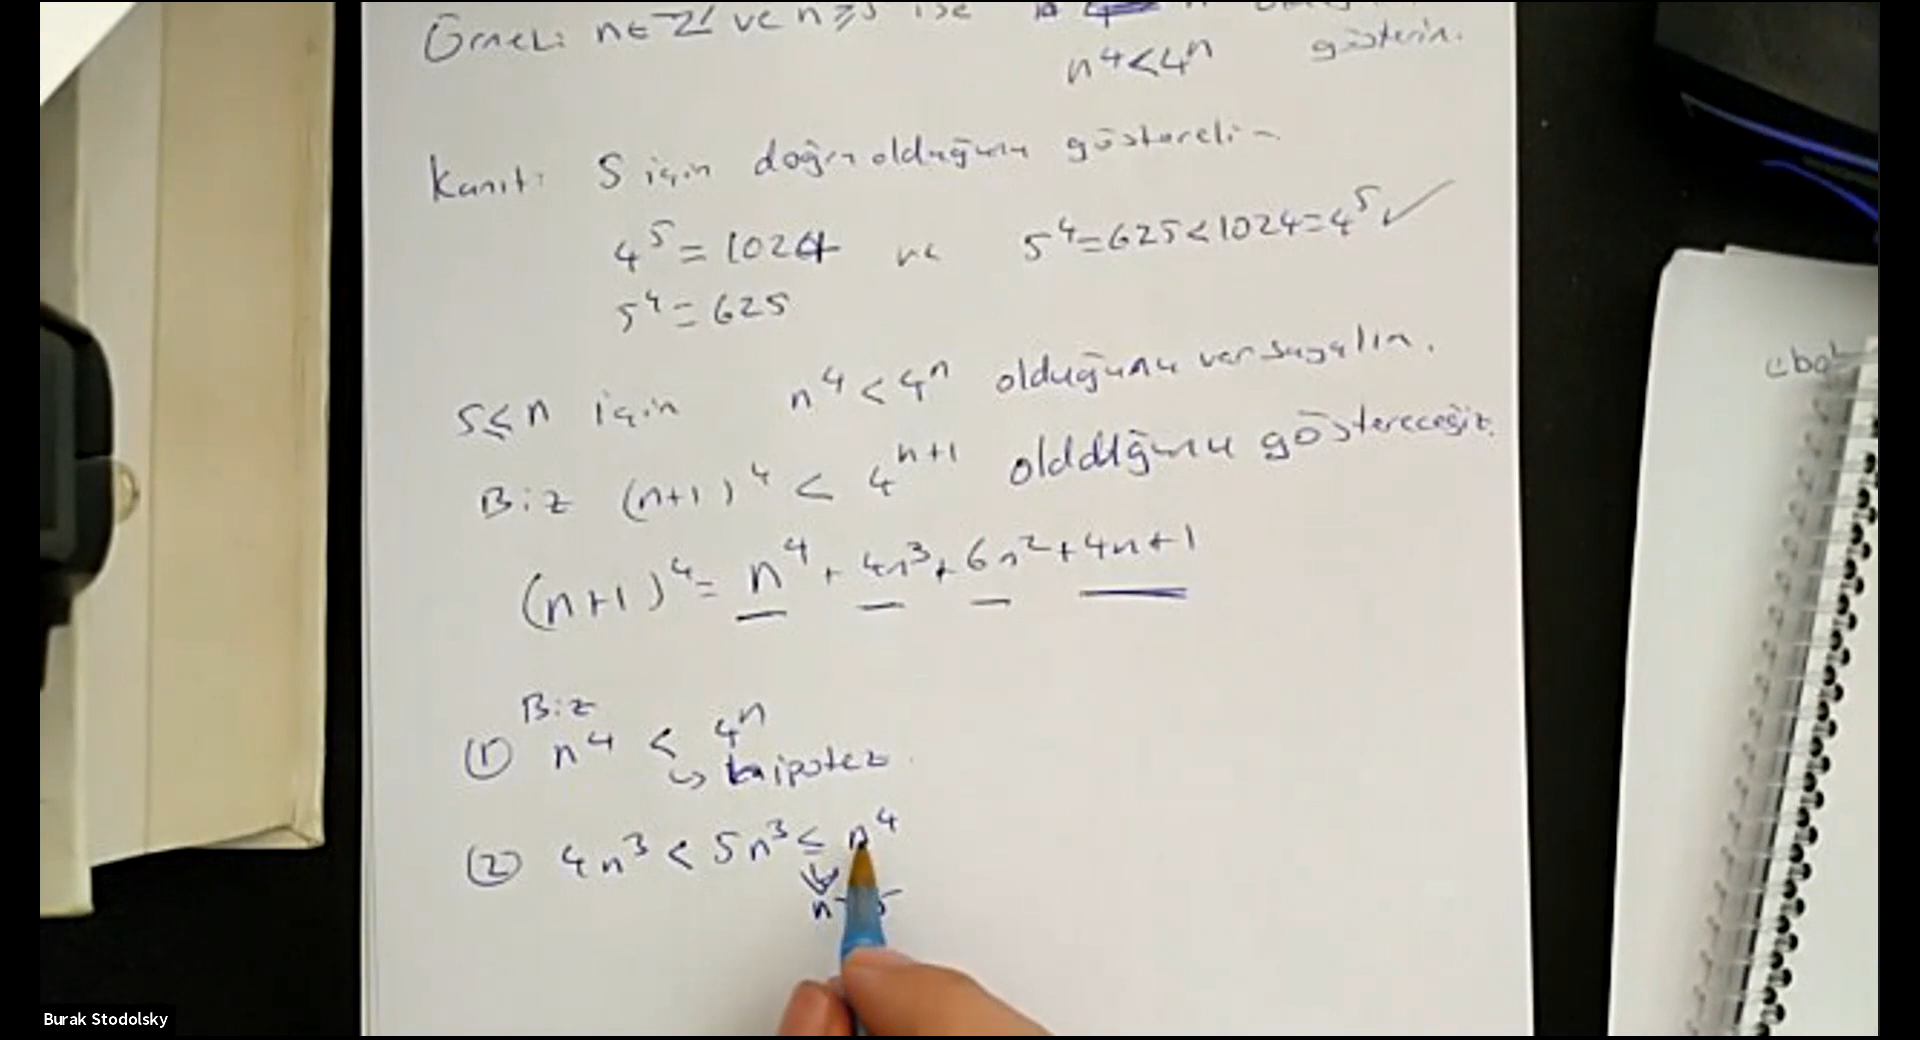 Örnek: n∈Z ve n≥5 ise
n⁴<4ⁿ gösterin.
Kanıt: 5 için doğru olduğunu gösterelim
4⁵=1024 ve 5⁴=625<1024=4⁵✓
5⁴=625
5≤n için n⁴<4ⁿ olduğunu varsayalım.
Biz (n+1)⁴ < 4ⁿ⁺¹ olduğunu göstereceğiz.
(n+1)⁴= n⁴+4n³+6n²+4n+1
Biz
① n⁴ < 4ⁿ
↳ hipotez
② 4n³<5n³≤n⁴
n 5
Burak Stodolsky